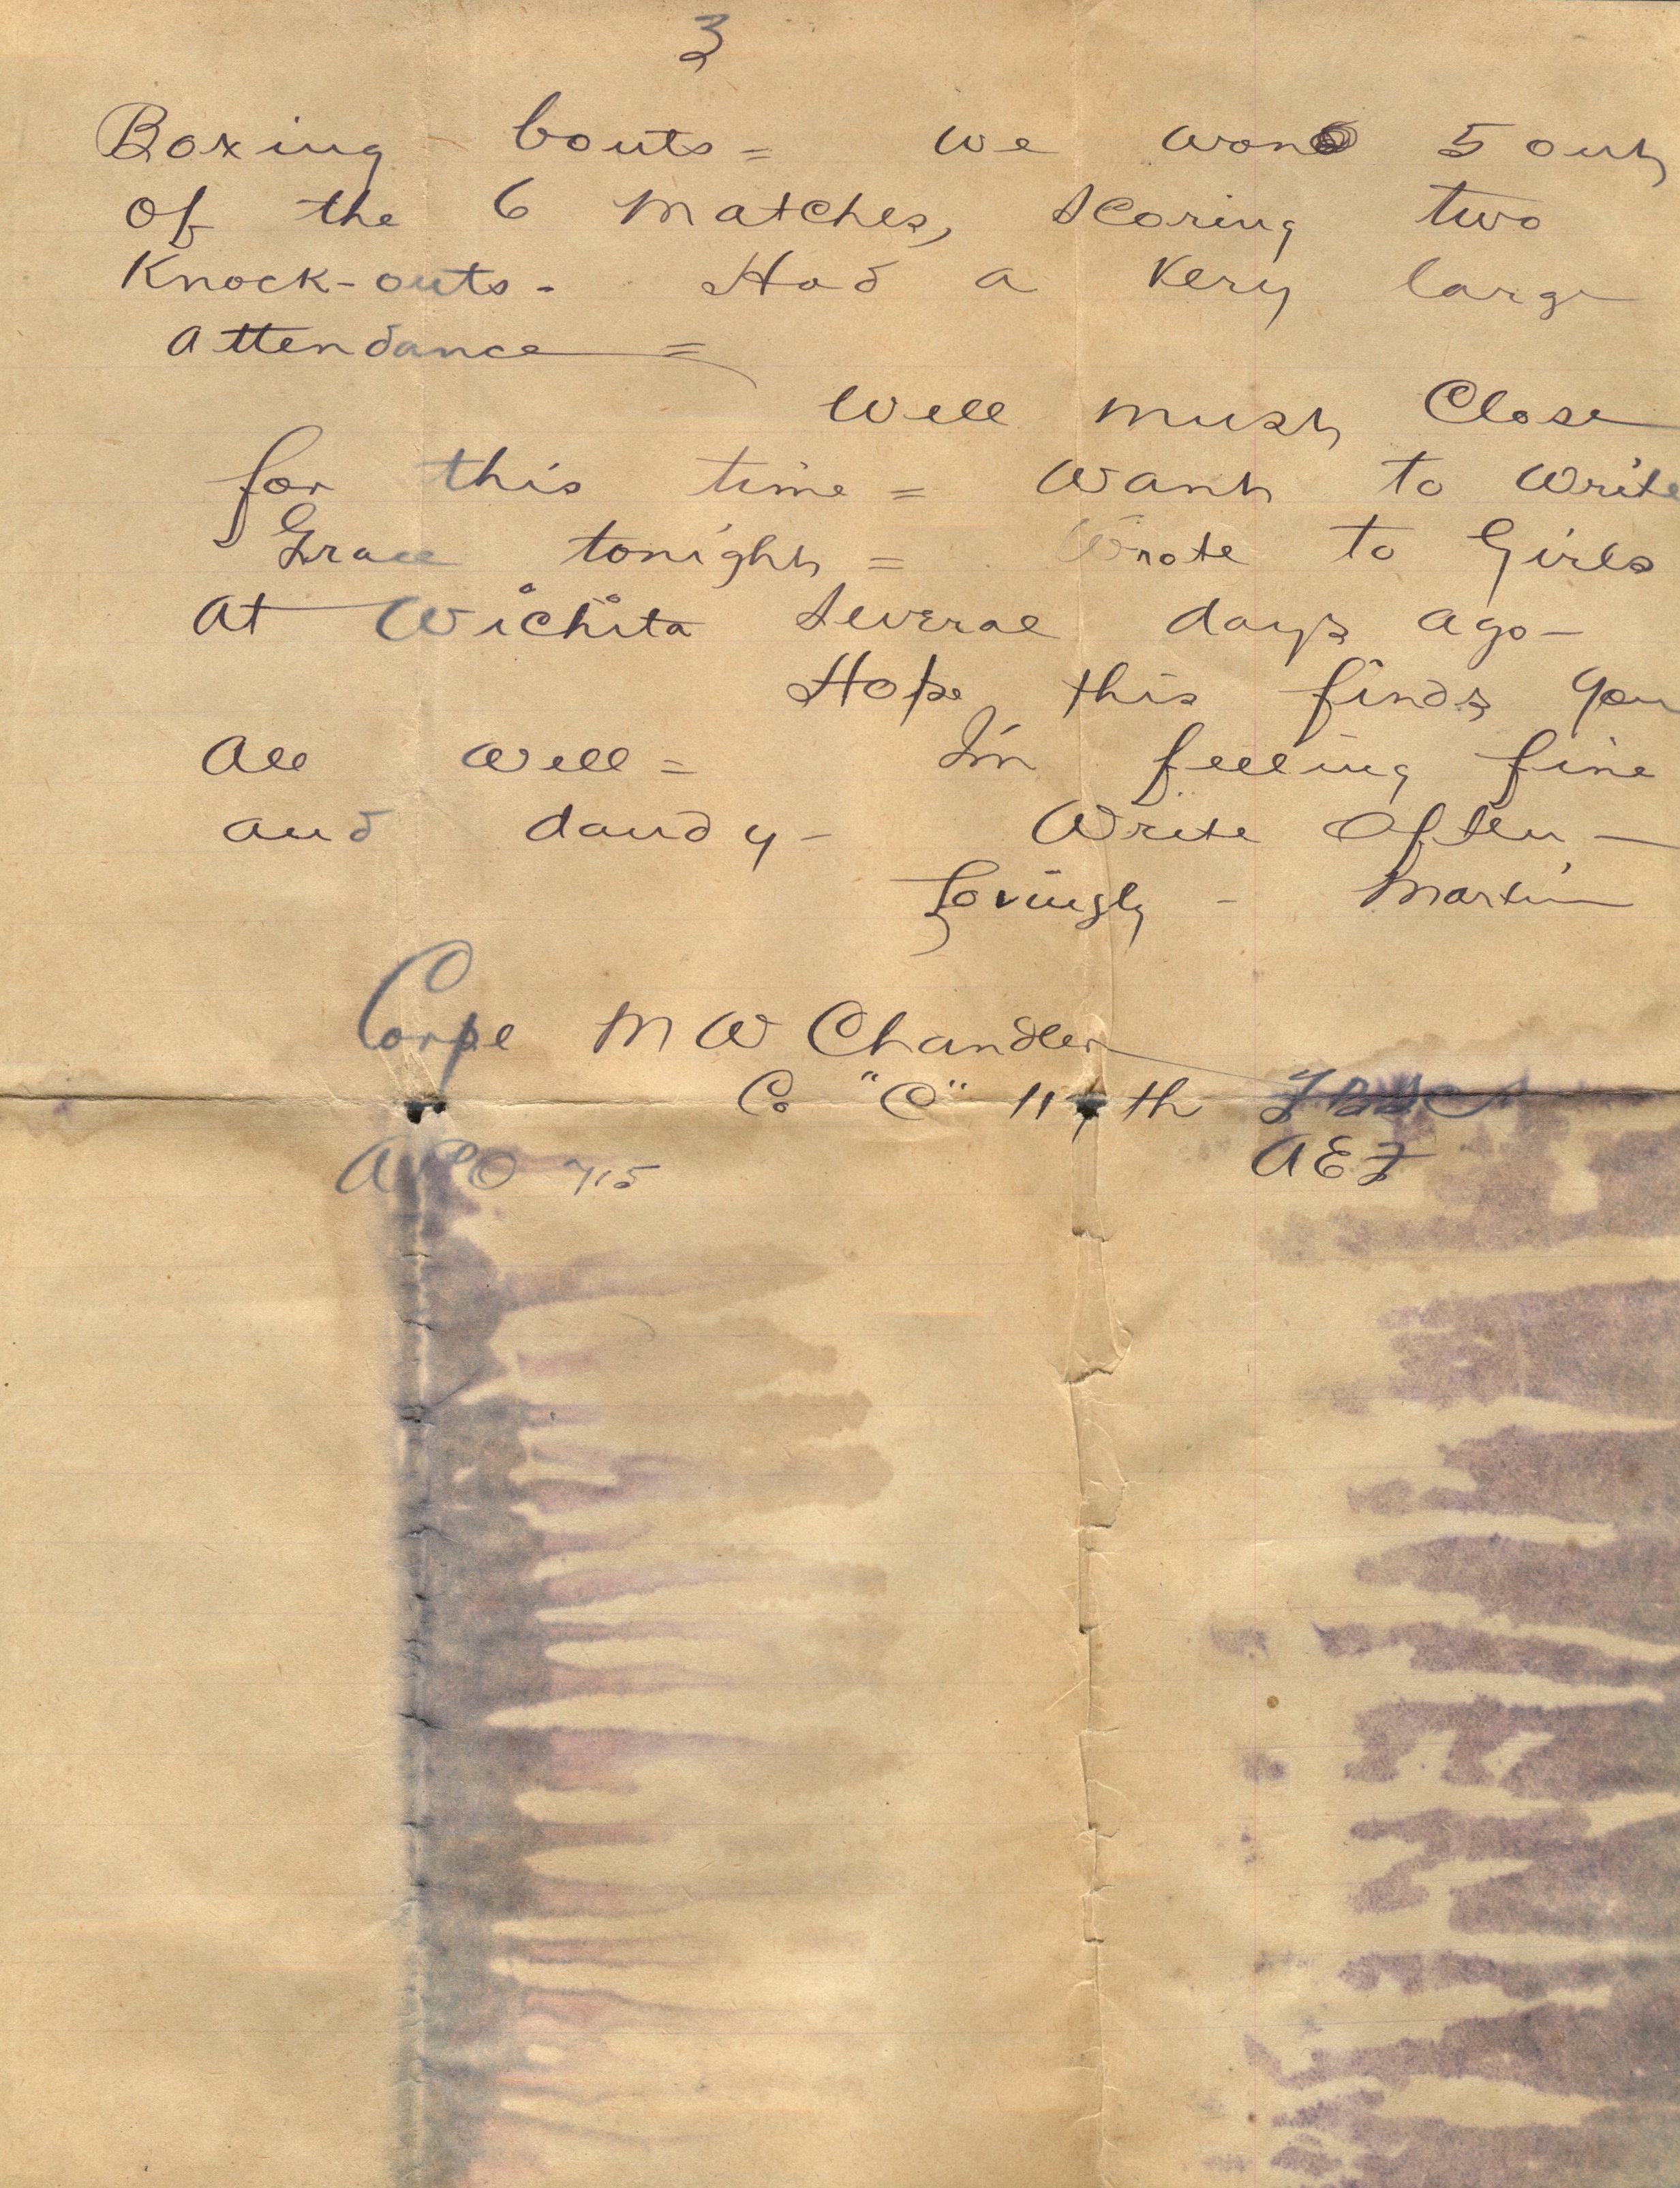 3
Boxing bouts = we won 5 out
of the 6 matches, scoring two
Knock-outs - Had a very large
attendance =
Well must close
for this time = want to write
Grace tonight = Wrote to Girls
at Wichita several days ago -
Hope this finds you
all well = I'm feeling fine
and dandy - Write often -
Lovingly - Martin
Corpl M W Chandler
Co "C" 11 th
APO 715 AEF